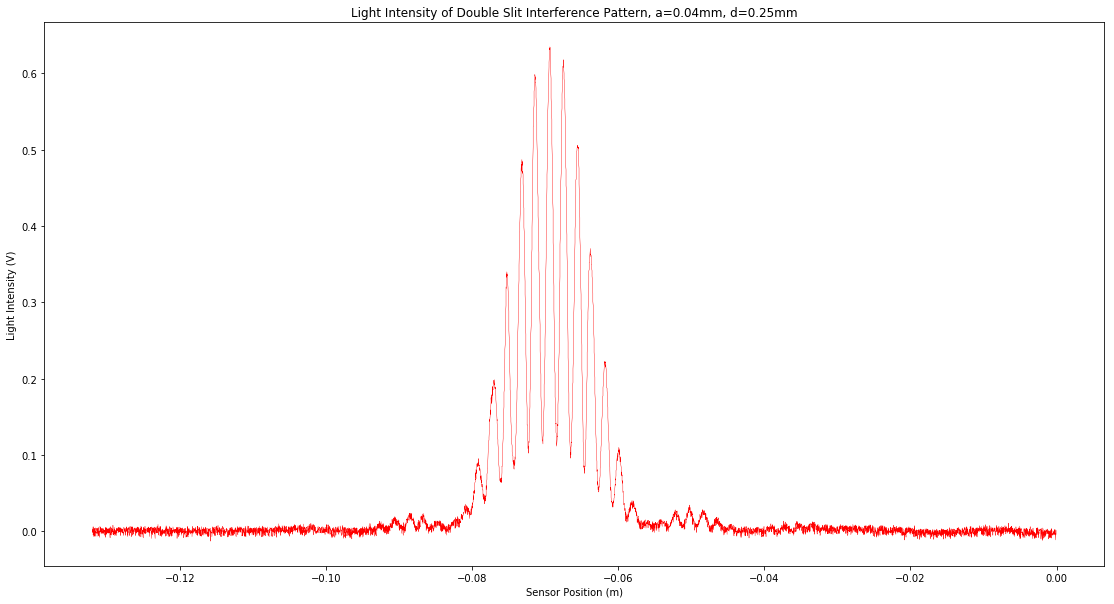 Light Intensity of Double Slit Interference Pattern, a=0.04mm, d=0.25mm
Light Intensity (V)
0.6
0.5
0.4
0.3
0.2
0.1
0.0
−0.12 −0.10 −0.08 −0.06 −0.04 −0.02 0.00
Sensor Position (m)